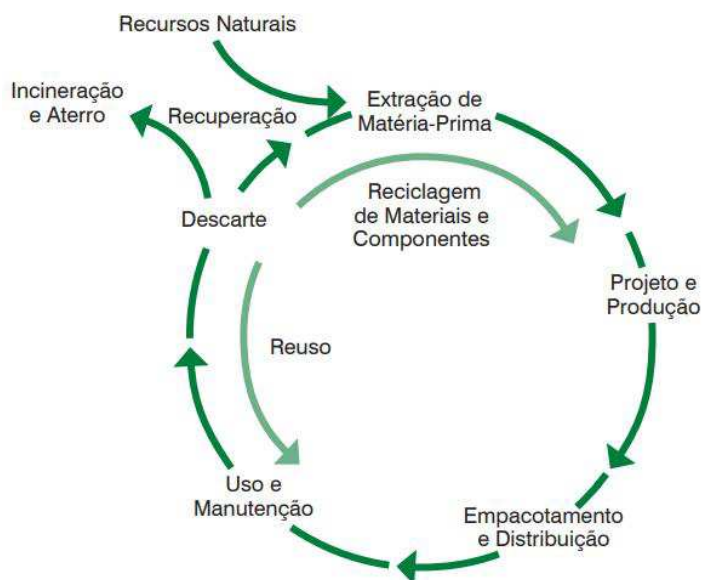 Recursos Naturais
Incineração
e Aterro
Recuperação
Extração de
Matéria-Prima
Descarte
Reciclagem
de Materiais e
Componentes
Projeto e
Produção
Reuso
Uso e
Manutenção
Empacotamento
e Distribuição